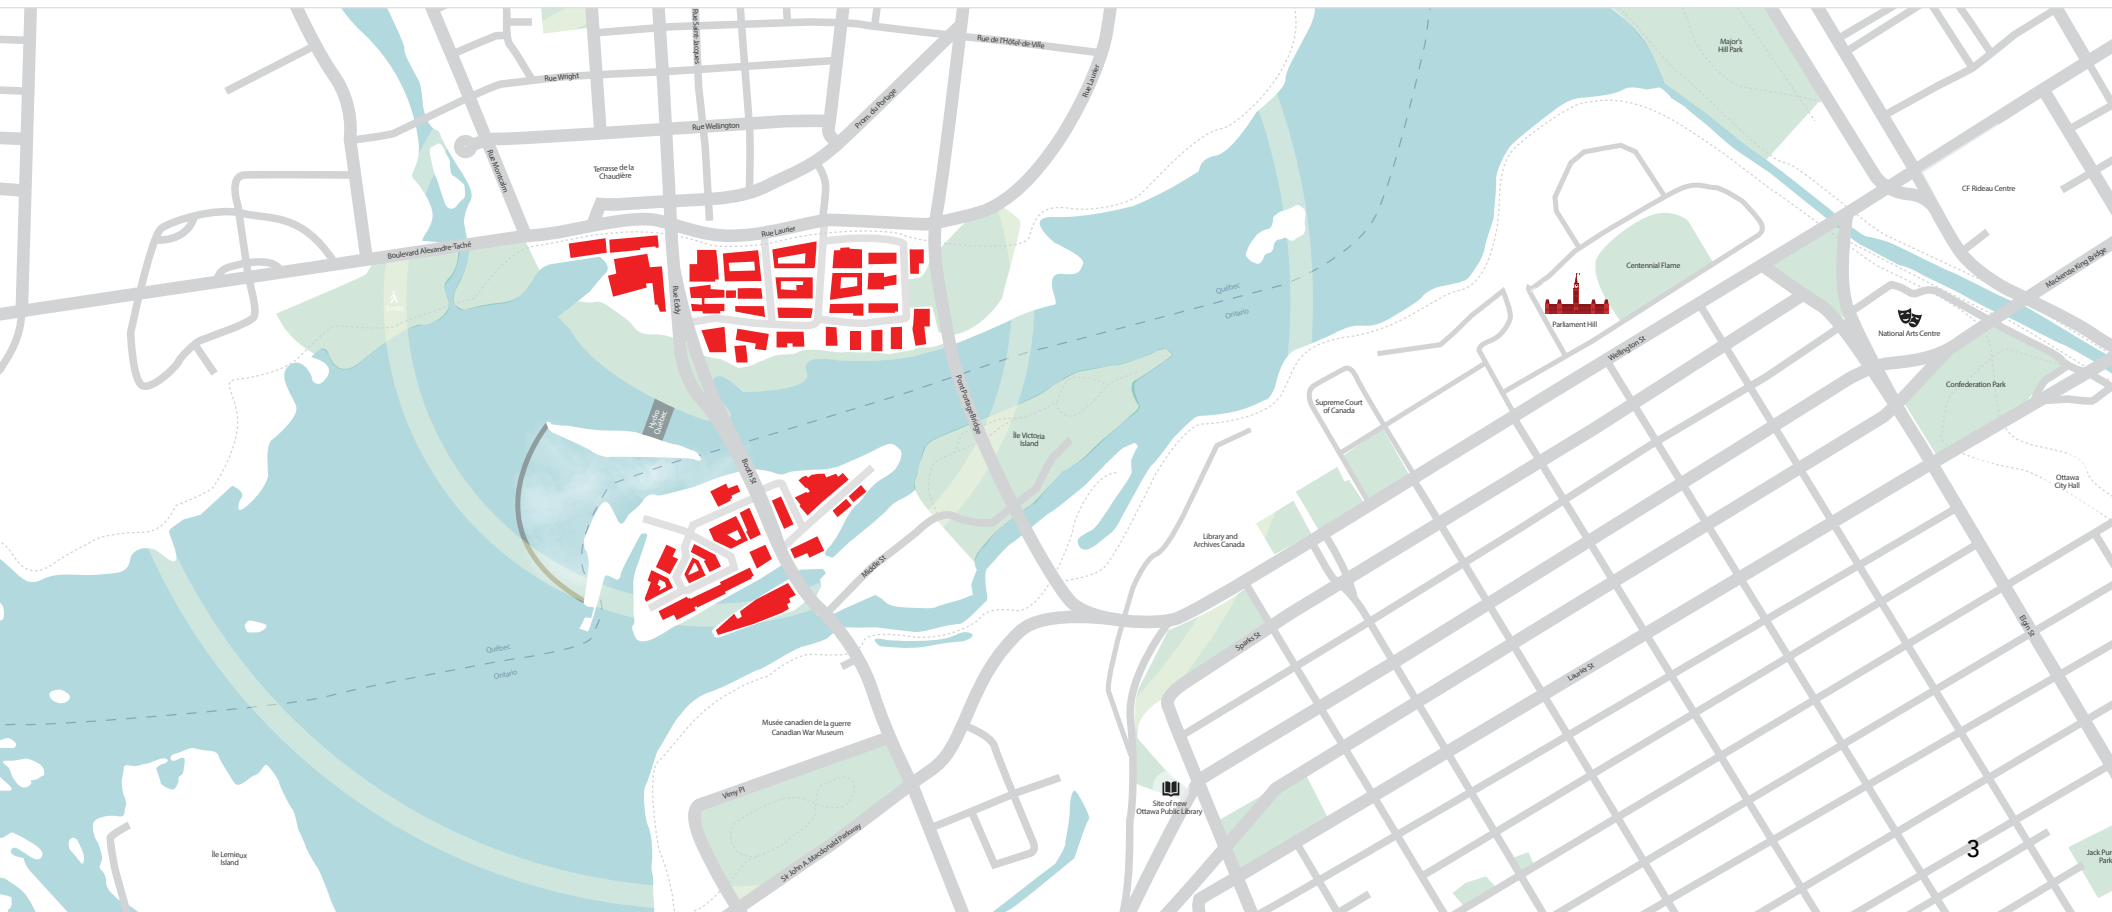 Rue Saint-Jacques
Rue de l'Hôtel-de-Ville
Major's
Hill Park
Rue Wright
Rue Laurier
Prom. du Portage
Rue Wellington
Rue Montcalm
Terrasse de la
Chaudière
CF Rideau Centre
Rue Laurier
Boulevard Alexandre-Taché
Mackenzie King Bridge
Centennial Flame
Rue Eddy
Québec
Ontario
Parliament Hill
National Arts Centre
Wellington St
Confederation Park
Pont Portage Bridge
Supreme Court
of Canada
Hydro
Québec
Île Victoria
Island
Booth St
Ottawa
City Hall
Library and
Archives Canada
Middle St
Elgin St
Sparks St
Québec
Ontario
Laurier St
Musée canadien de la guerre
Canadian War Museum
Vimy Pl
Site of new
Ottawa Public Library
Sir John A. Macdonald Parkway
Île Lemieux
Island
3
Jack Pur
Park